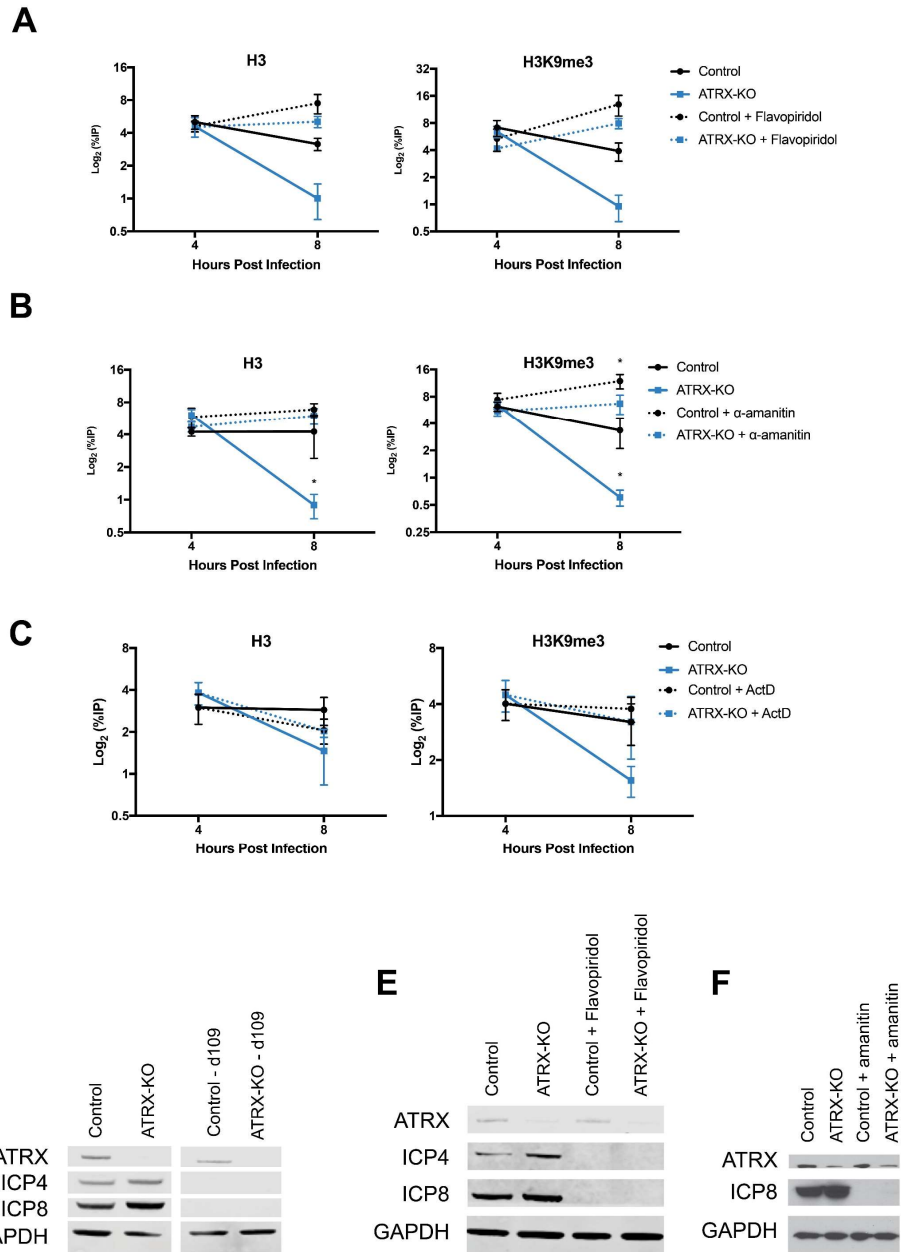 A
H3
H3K9me3
Log2 (%IP)
16
8
4
2
1
0.5
4
8
Hours Post Infection
Log2 (%IP)
32
16
8
4
2
1
0.5
4
8
Hours Post Infection
Control
ATRX-KO
Control + Flavopiridol
ATRX-KO + Flavopiridol
B
H3
H3K9me3
Log2 (%IP)
16
8
4
2
1
0.5
*
4
8
Hours Post Infection
Log2 (%IP)
16
8
4
2
1
0.5
0.25
*
*
4
8
Hours Post Infection
Control
ATRX-KO
Control + α-amanitin
ATRX-KO + α-amanitin
C
H3
H3K9me3
Log2 (%IP)
8
4
2
1
0.5
4
8
Hours Post Infection
Log2 (%IP)
8
4
2
1
4
8
Hours Post Infection
Control
ATRX-KO
Control + ActD
ATRX-KO + ActD
Control
ATRX-KO
Control - d109
ATRX-KO - d109
ATRX
ICP4
ICP8
GAPDH
E
Control
ATRX-KO
Control + Flavopiridol
ATRX-KO + Flavopiridol
ATRX
ICP4
ICP8
GAPDH
F
Control
ATRX-KO
Control + amanitin
ATRX-KO + amanitin
ATRX
ICP8
GAPDH